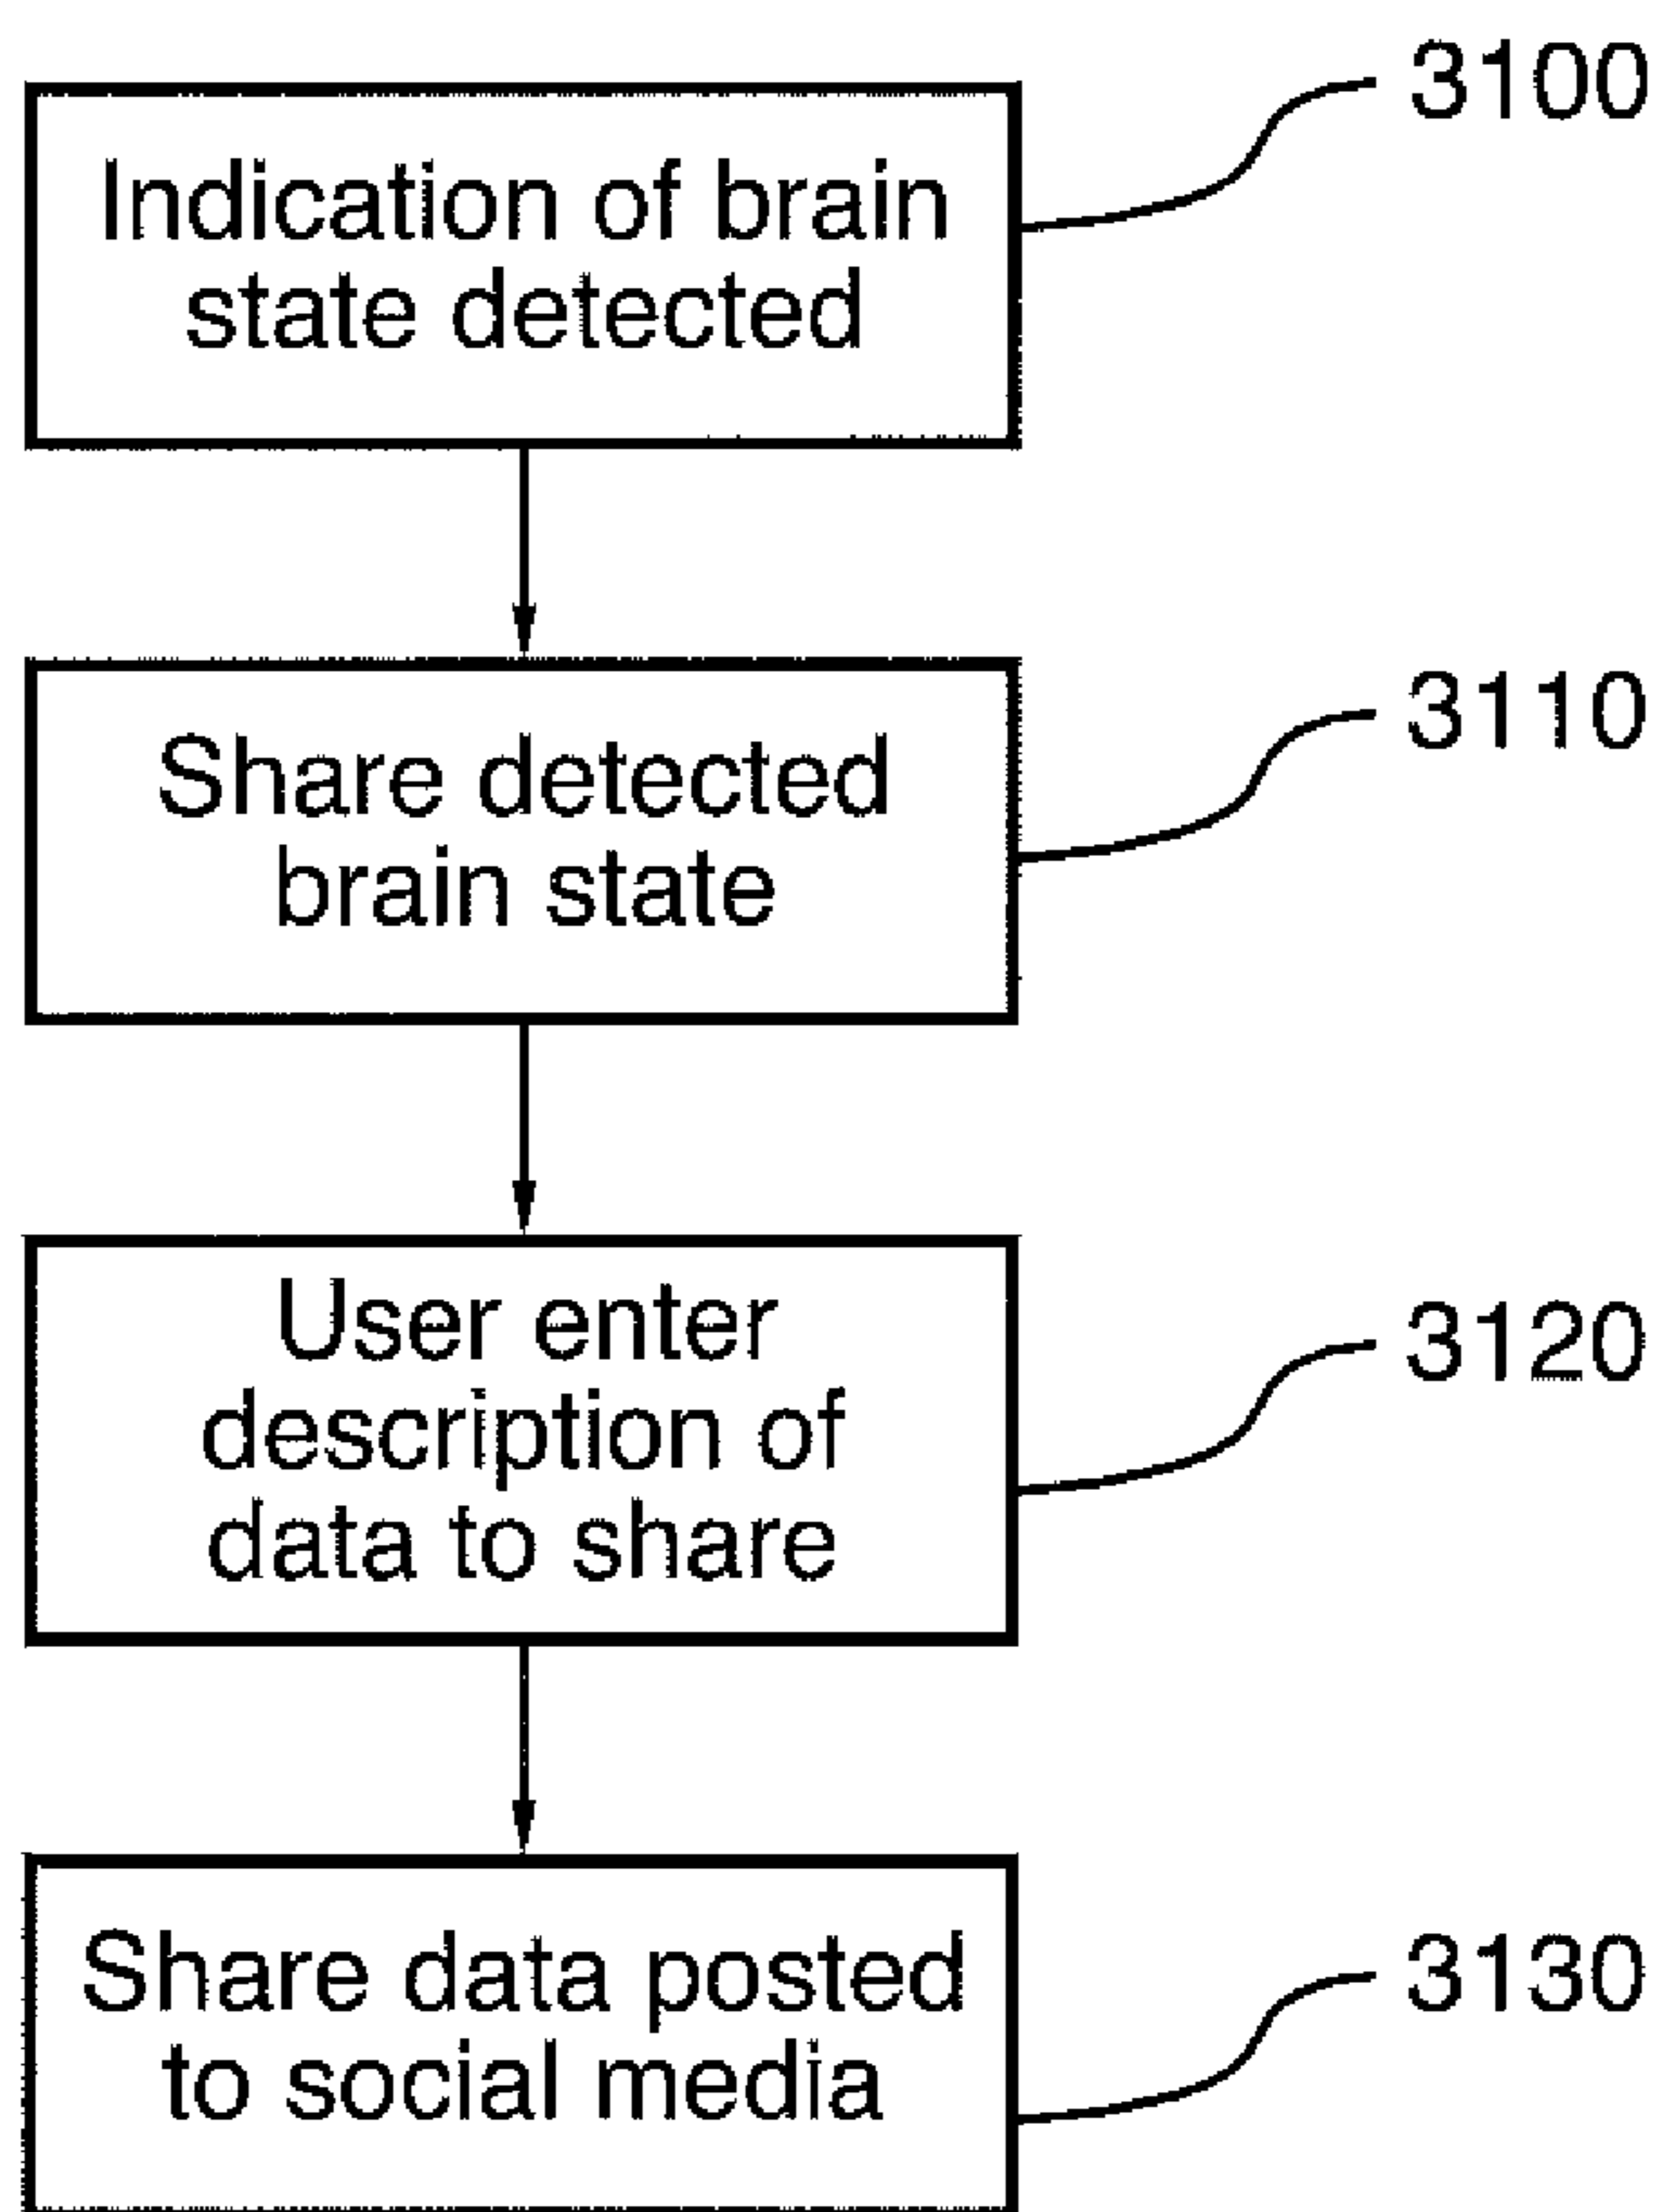 3100
Indication of brain
state detected
3110
Share detected
brain state
3120
User enter
description of
data to share
3130
Share data posted
to social media